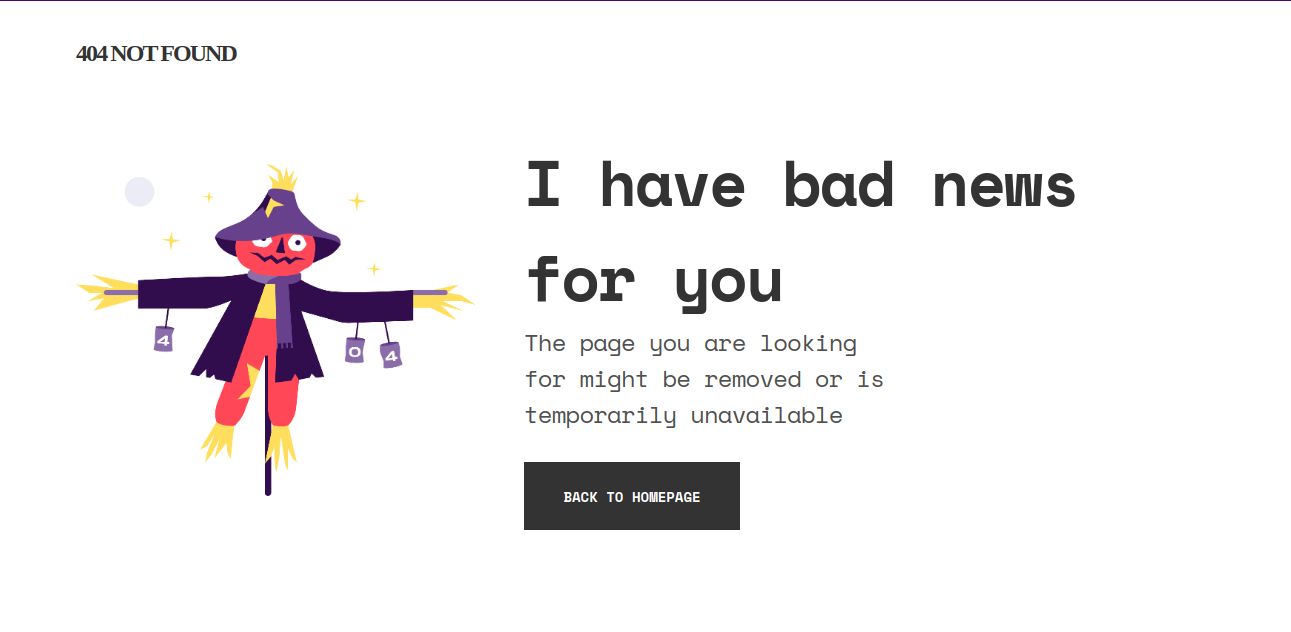 404 NOT FOUND
I have bad news
for you
The page you are looking
for might be removed or is
temporarily unavailable
BACK TO HOMEPAGE
4
0
4